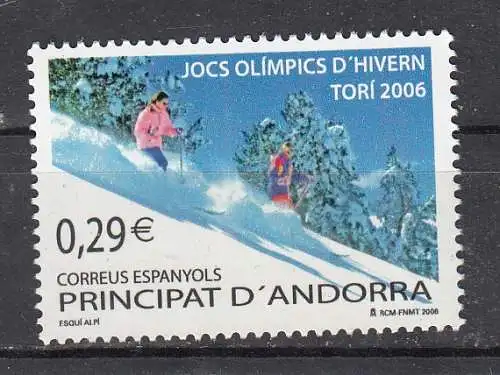 JOCS OLÍMPICS D´HIVERN
TORÍ 2006
0,29€
CORREUS ESPANYOLS
PRINCIPAT D´ANDORRA
ESQUÍ ALPÍ
RCM-FNMT 2006